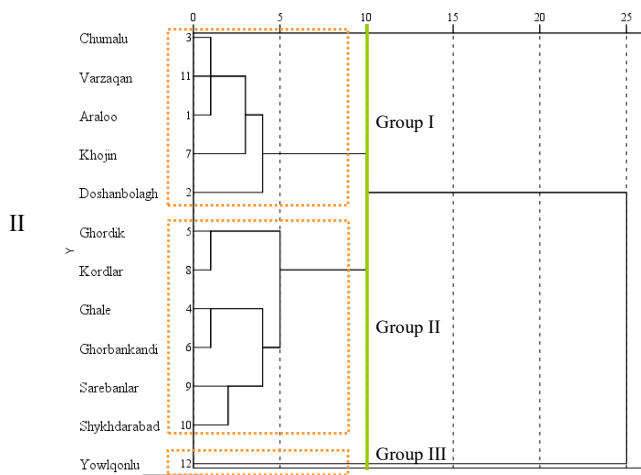 0 5 10 15 20 25
Chumalu 3
Varzaqan 11
Araloo 1
Group I
Khojin 7
Doshanbolagh 2
II
Y
Ghordik 5
Kordlar 8
Ghale 4
Group II
Ghorbankandi 6
Sarebanlar 9
Shykhdarabad 10
Group III
Yowlqonlu 12